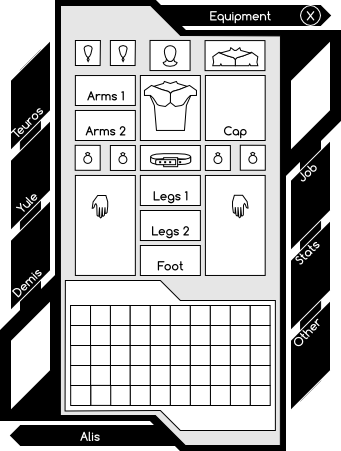 Equipment
X
Arms 1
Arms 2
Cap
Legs 1
Legs 2
Foot
Teuros
Yule
Demis
Job
Stats
Other
Alis